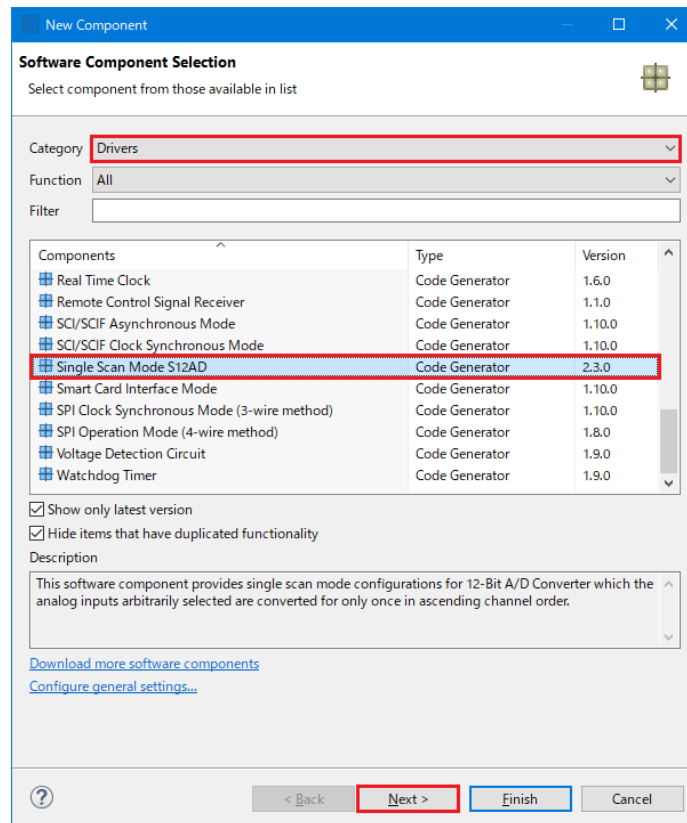 New Component
Software Component Selection
Select component from those available in list
Category Drivers
Function All
Filter
Components Type Version
Real Time Clock Code Generator 1.6.0
Remote Control Signal Receiver Code Generator 1.1.0
SCI/SCIF Asynchronous Mode Code Generator 1.10.0
SCI/SCIF Clock Synchronous Mode Code Generator 1.10.0
Single Scan Mode S12AD Code Generator 2.3.0
Smart Card Interface Mode Code Generator 1.10.0
SPI Clock Synchronous Mode (3-wire method) Code Generator 1.10.0
SPI Operation Mode (4-wire method) Code Generator 1.8.0
Voltage Detection Circuit Code Generator 1.9.0
Watchdog Timer Code Generator 1.9.0
Show only latest version
Hide items that have duplicated functionality
Description
This software component provides single scan mode configurations for 12-Bit A/D Converter which the
analog inputs arbitrarily selected are converted for only once in ascending channel order.
Download more software components
Configure general settings...
? < Back Next > Finish Cancel